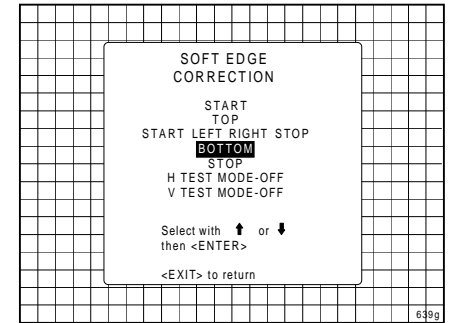 SOFT EDGE
CORRECTION
START
TOP
START LEFT RIGHT STOP
BOTTOM
STOP
H TEST MODE-OFF
V TEST MODE-OFF
Select with ⬆ or ⬇
then <ENTER>
<EXIT> to return
639g